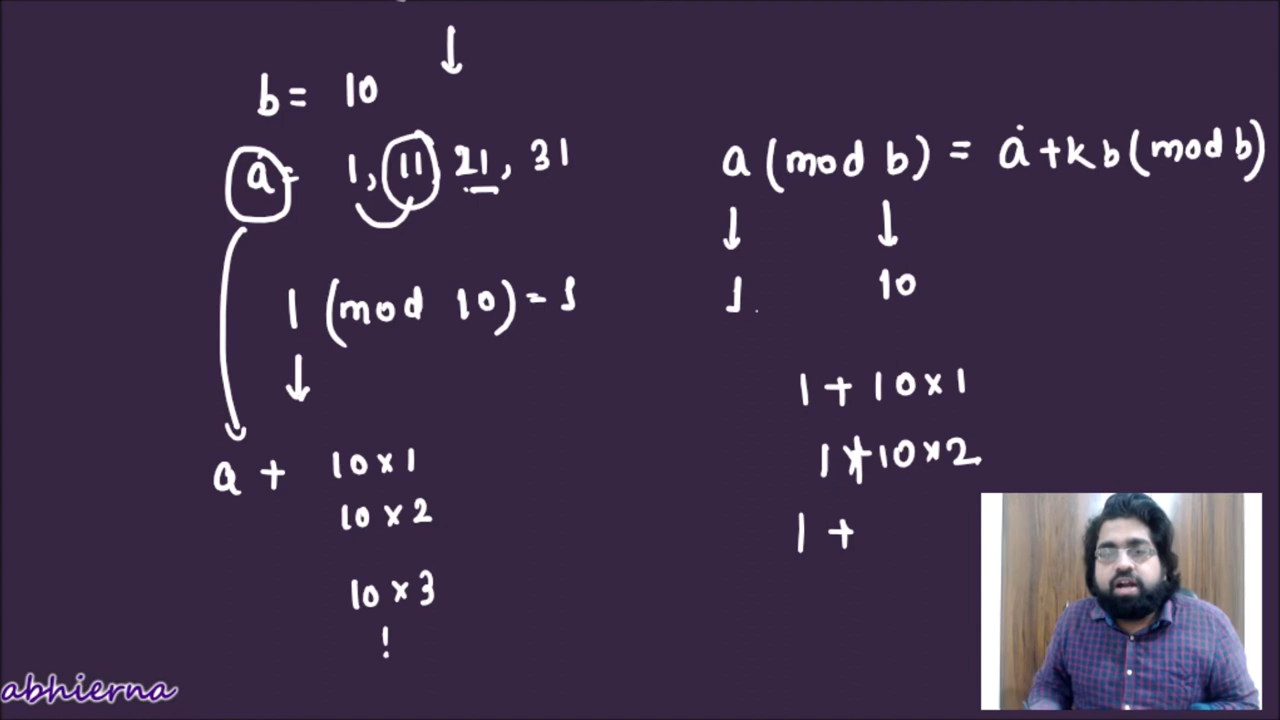 b = 10
a = 1, 11 21, 31
1 (mod 10) = 1
a + 10 × 1
10 × 2
10 × 3
!
a (mod b) = a + k b (mod b)
1 10
1 + 10 × 1
1 + 10 × 2
1 +
abhierna